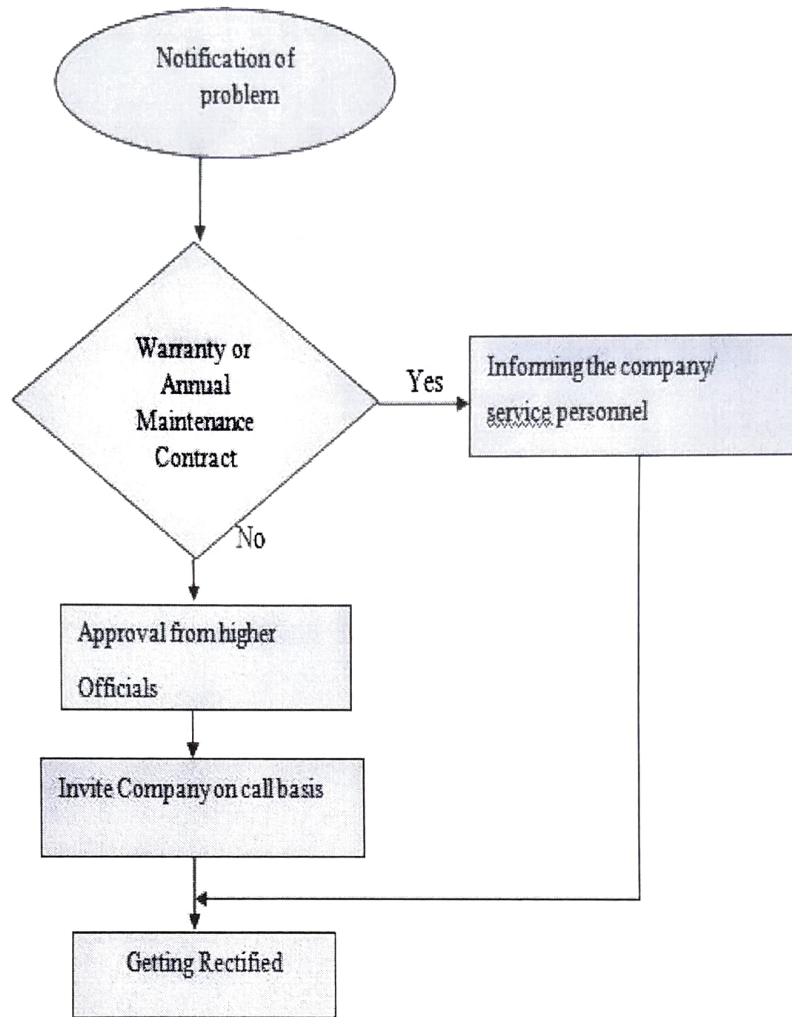 Notification of
problem
Warranty or
Annual
Maintenance
Contract
Yes
Informing the company/
service personnel
No
Approval from higher
Officials
Invite Company on call basis
Getting Rectified